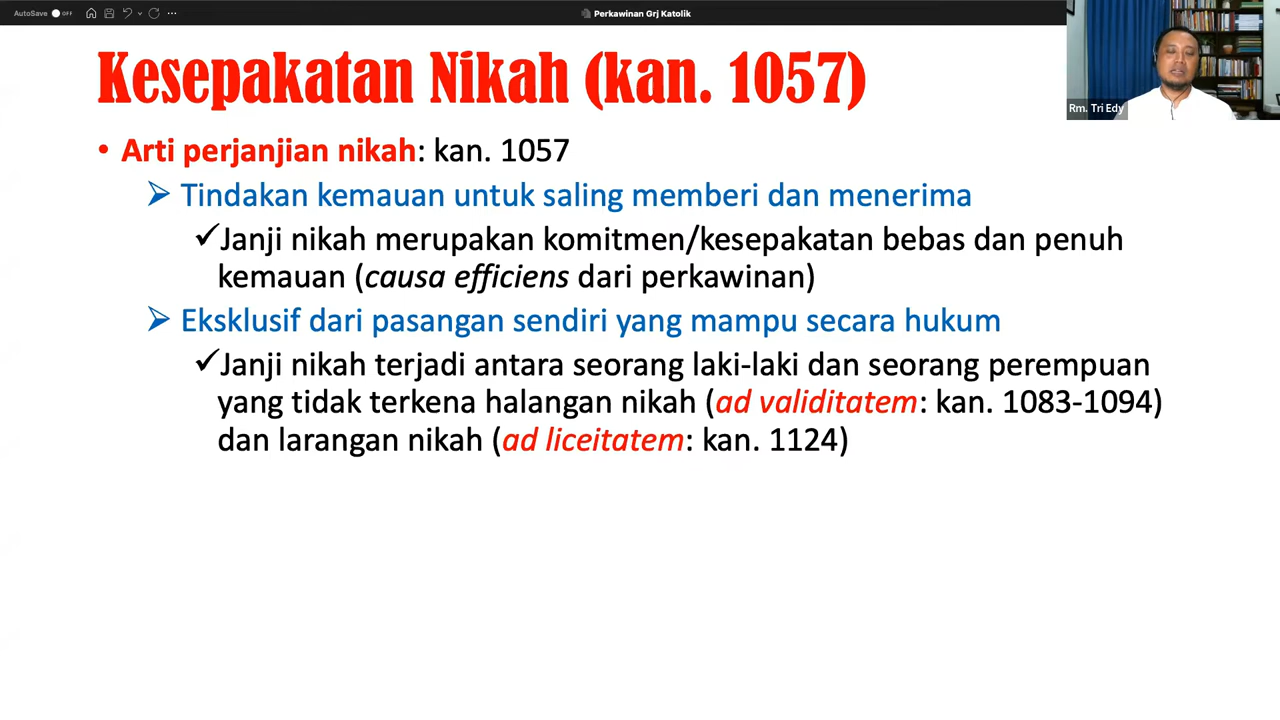 AutoSave OFF
Perkawinan Grj Katolik
Rm. Tri Edy
Kesepakatan Nikah (kan. 1057)
• Arti perjanjian nikah: kan. 1057
➢ Tindakan kemauan untuk saling memberi dan menerima
✓Janji nikah merupakan komitmen/kesepakatan bebas dan penuh
kemauan (causa efficiens dari perkawinan)
➢ Eksklusif dari pasangan sendiri yang mampu secara hukum
✓Janji nikah terjadi antara seorang laki-laki dan seorang perempuan
yang tidak terkena halangan nikah (ad validitatem: kan. 1083-1094)
dan larangan nikah (ad liceitatem: kan. 1124)